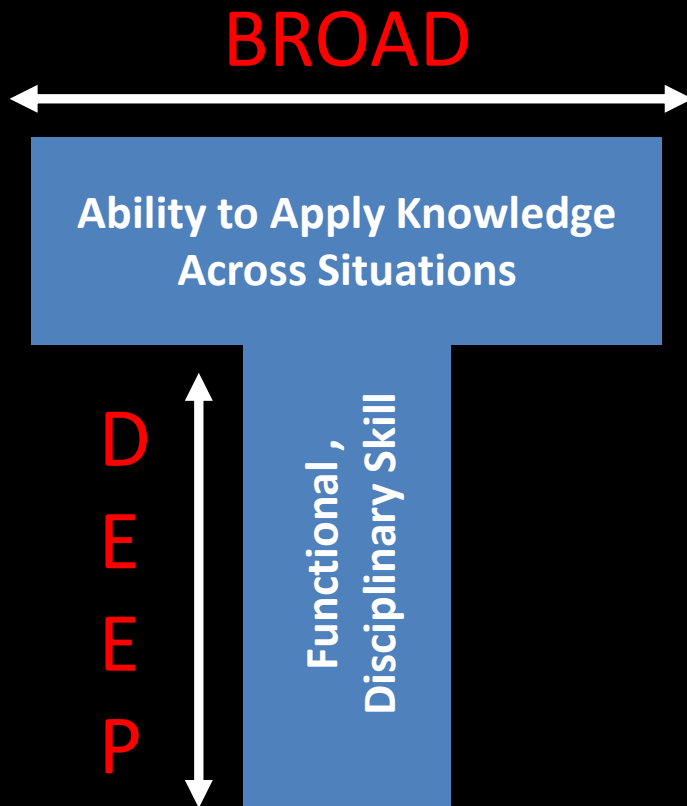 BROAD
Ability to Apply Knowledge
Across Situations
D
E
E
P
Functional ,
Disciplinary Skill